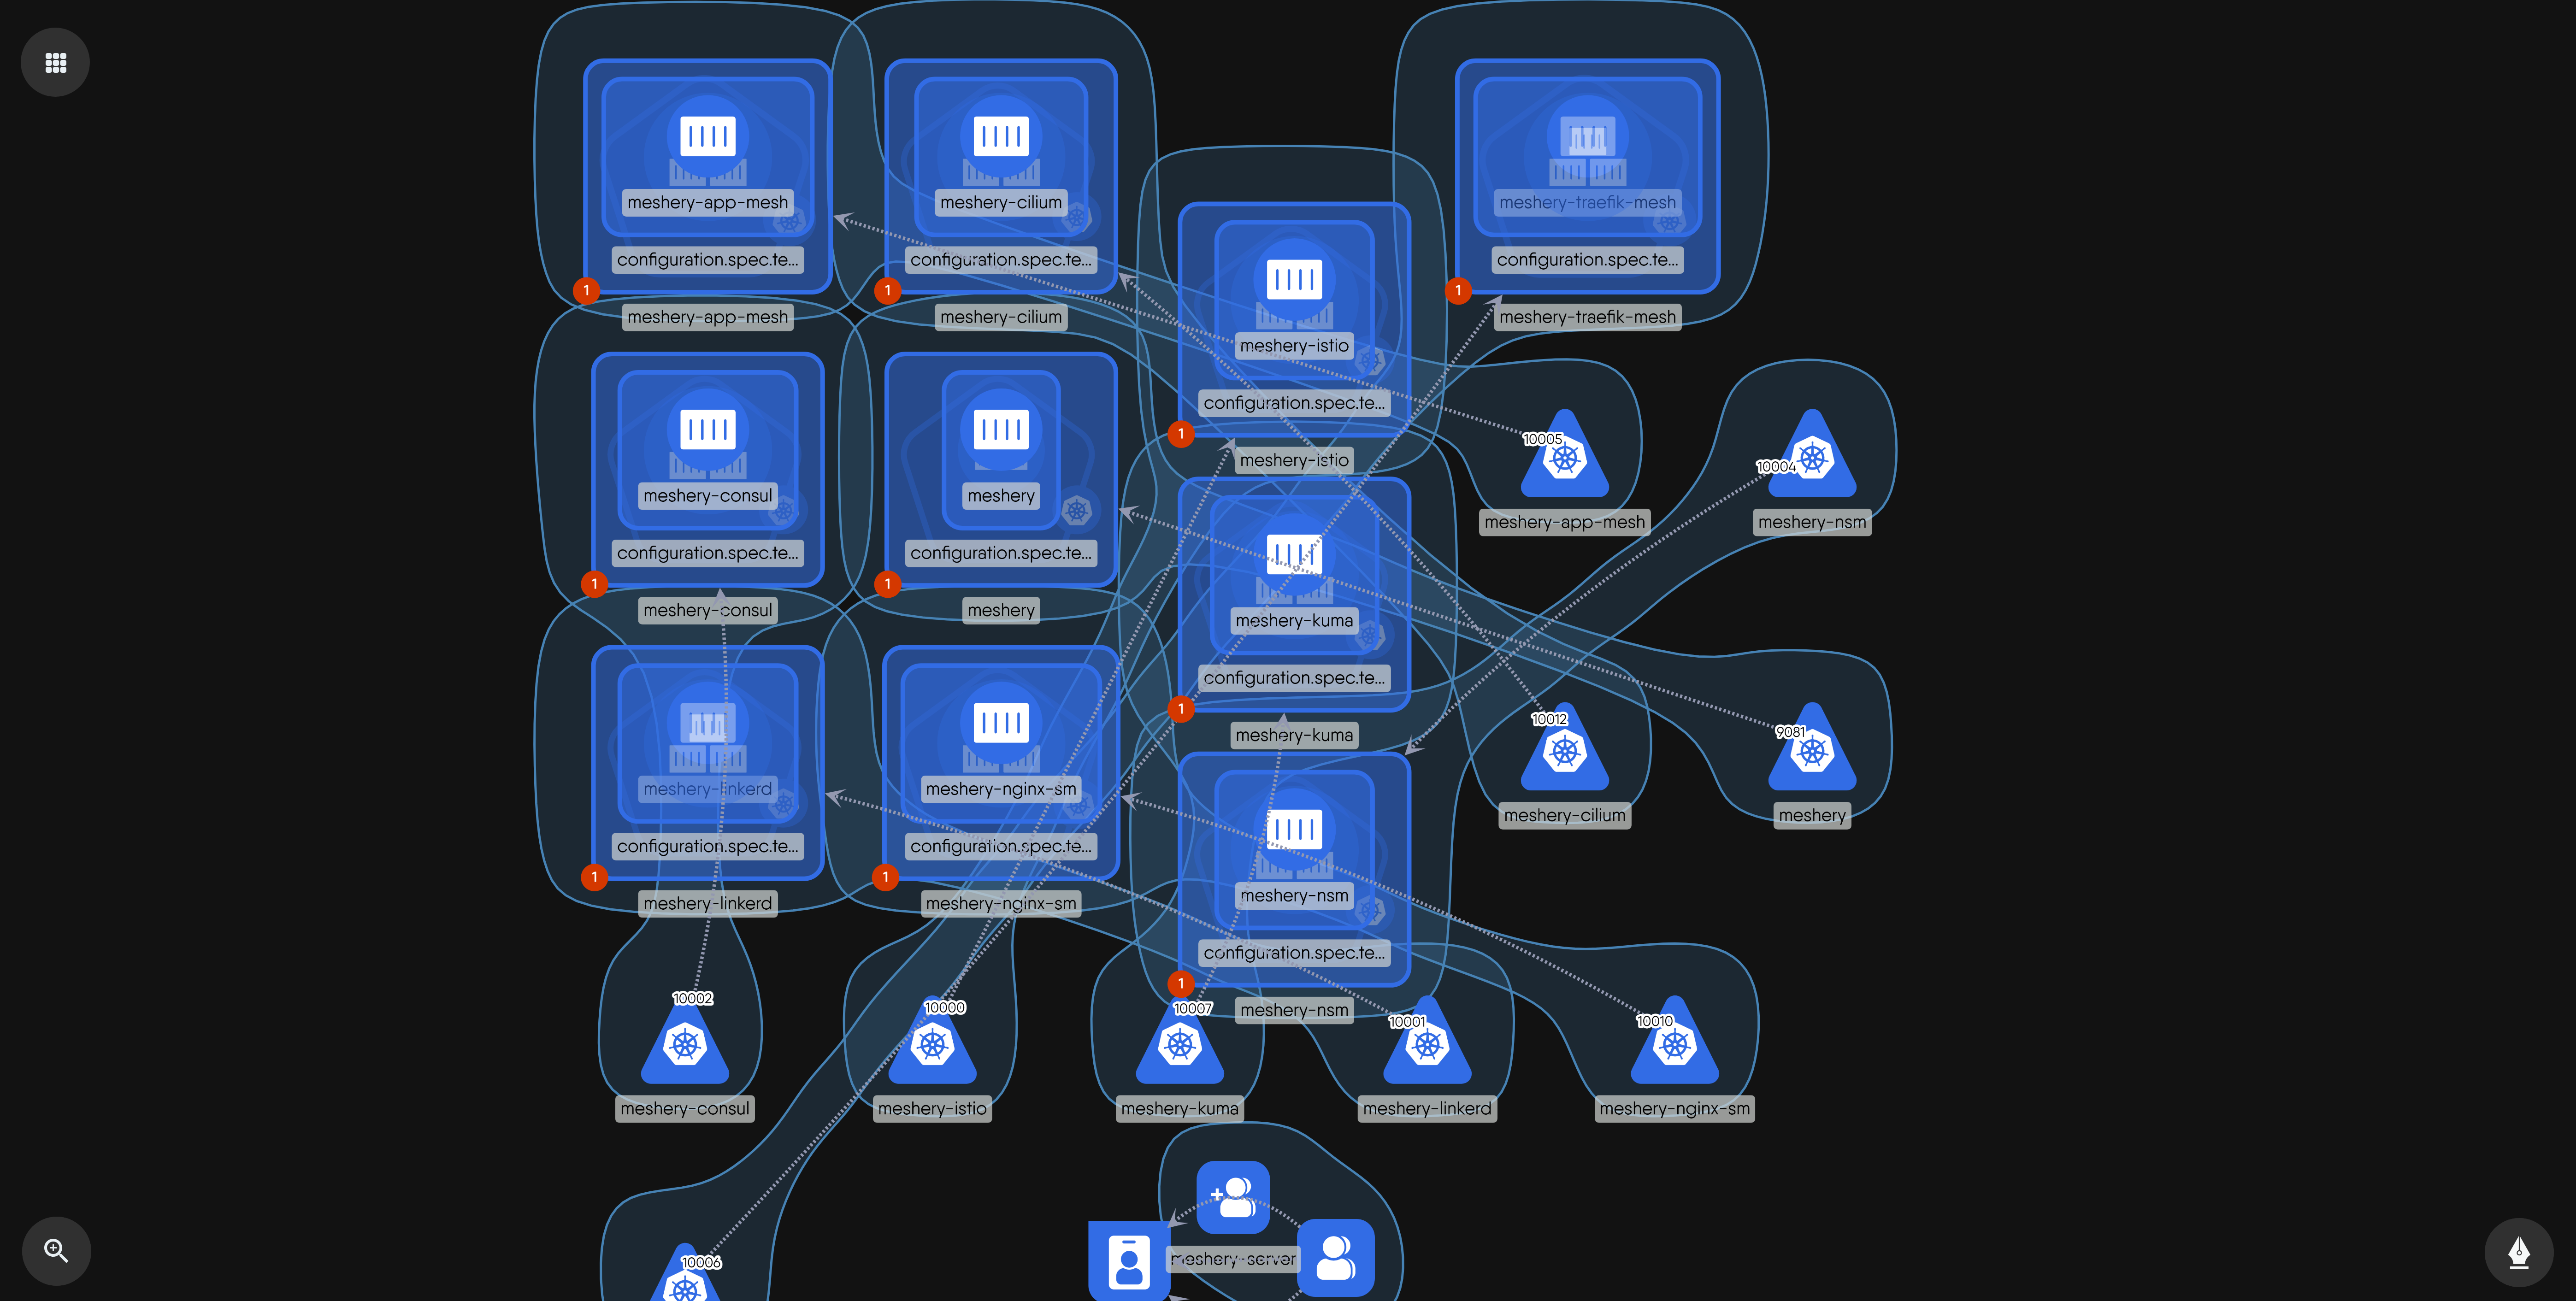 meshery-app-mesh
meshery-cilium
meshery-traefik-mesh
configuration.spec.te...
configuration.spec.te...
configuration.spec.te...
1
1
1
meshery-app-mesh
meshery-cilium
meshery-traefik-mesh
meshery-istio
configuration.spec.te...
1
meshery-istio
10005
10004
meshery-app-mesh
meshery-nsm
meshery-consul
meshery
configuration.spec.te...
configuration.spec.te...
1
1
meshery-consul
meshery
meshery-kuma
configuration.spec.te...
1
meshery-kuma
10012
9081
meshery-cilium
meshery
meshery-linkerd
meshery-nginx-sm
configuration.spec.te...
configuration.spec.te...
1
1
meshery-linkerd
meshery-nginx-sm
meshery-nsm
configuration.spec.te...
1
meshery-nsm
10002
10000
10007
10001
10010
meshery-consul
meshery-istio
meshery-kuma
meshery-linkerd
meshery-nginx-sm
meshery-server
10006